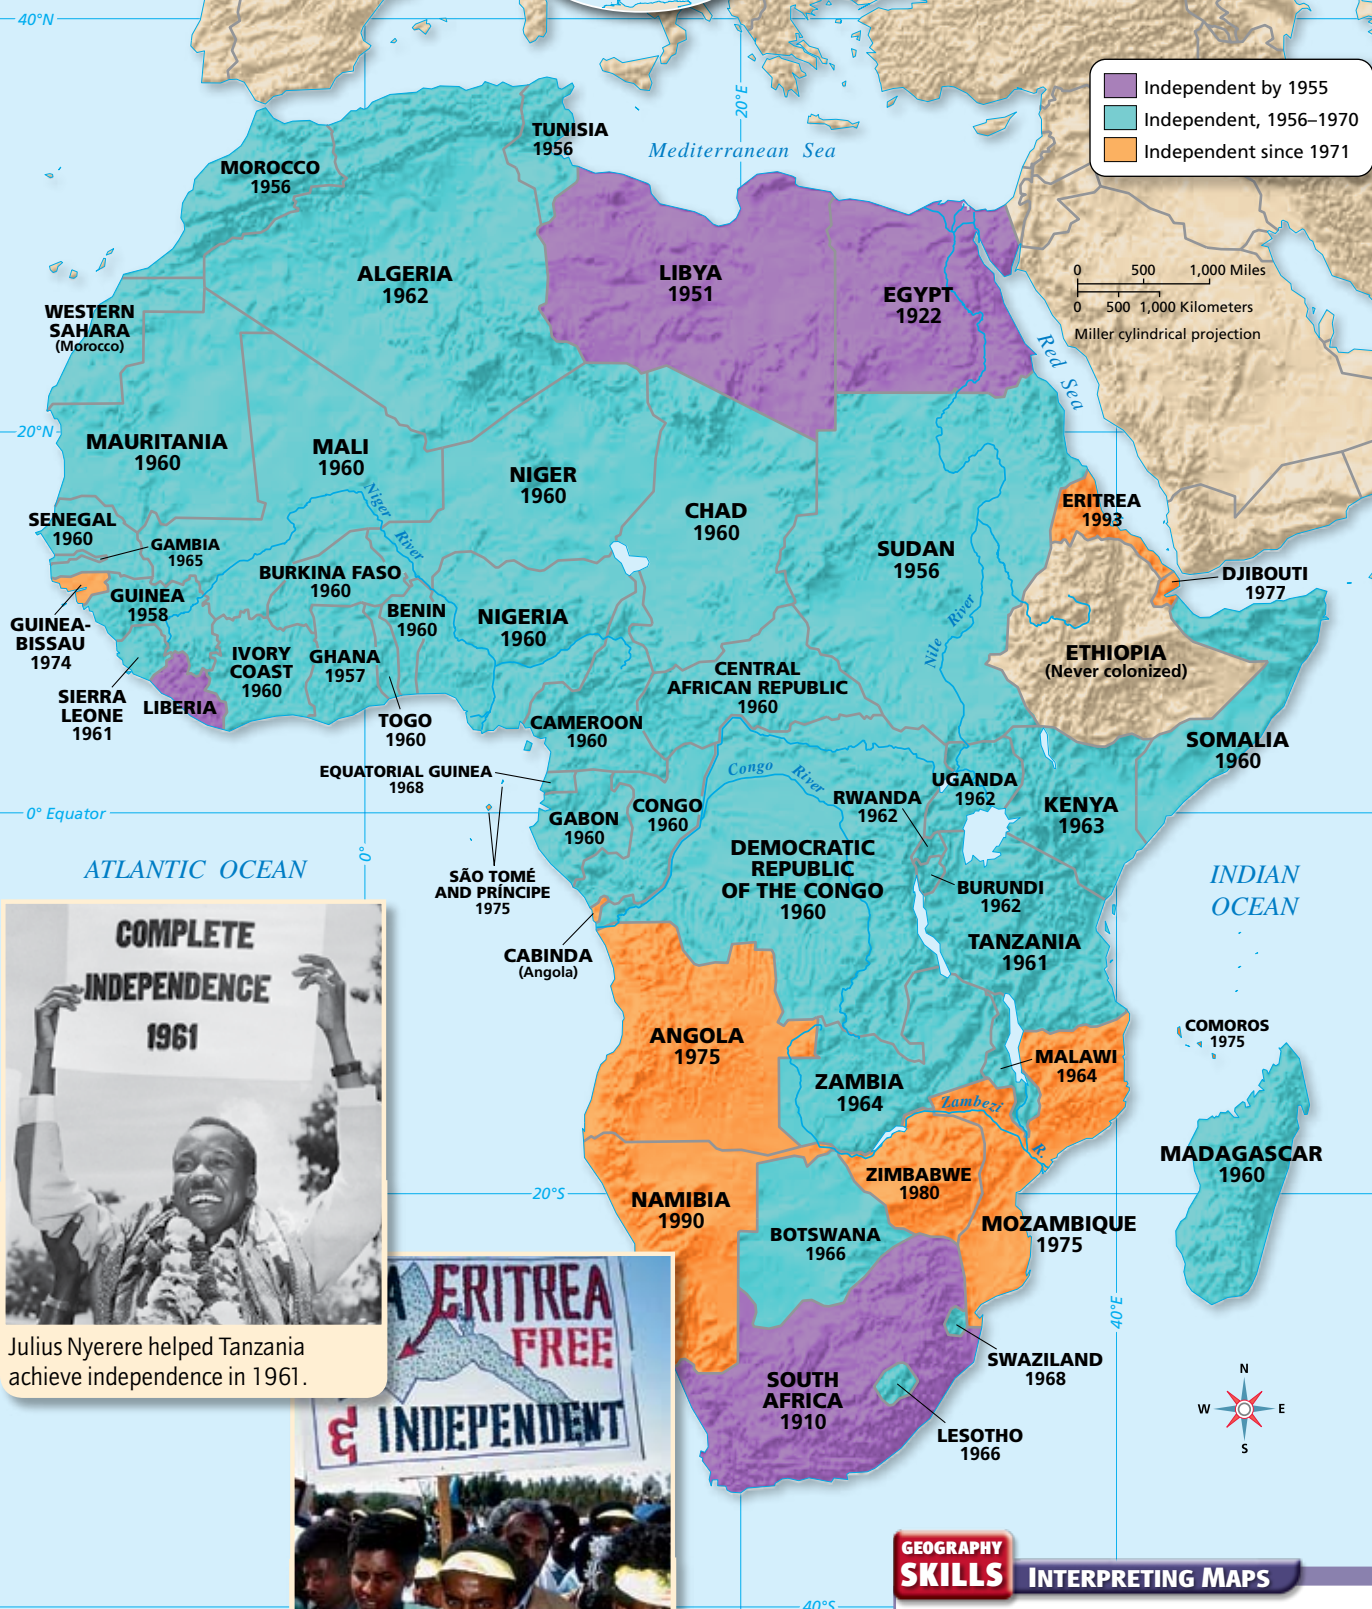 40°N
20°E
Independent by 1955
Independent, 1956–1970
Independent since 1971
TUNISIA
1956
Mediterranean Sea
MOROCCO
1956
ALGERIA
1962
LIBYA
1951
EGYPT
1922
0 500 1,000 Miles
0 500 1,000 Kilometers
Miller cylindrical projection
WESTERN
SAHARA
(Morocco)
Red Sea
20°N
MAURITANIA
1960
MALI
1960
NIGER
1960
CHAD
1960
SUDAN
1956
ERITREA
1993
Niger River
SENEGAL
1960
GAMBIA
1965
BURKINA FASO
1960
DJIBOUTI
1977
GUINEA
1958
BENIN
1960
NIGERIA
1960
Nile River
GUINEA-
BISSAU
1974
IVORY
COAST
1960
GHANA
1957
ETHIOPIA
(Never colonized)
CENTRAL
AFRICAN REPUBLIC
1960
SIERRA
LEONE
1961
LIBERIA
TOGO
1960
CAMEROON
1960
SOMALIA
1960
EQUATORIAL GUINEA
1968
Congo River
UGANDA
1962
RWANDA
1962
KENYA
1963
0° Equator
GABON
1960
CONGO
1960
0°
ATLANTIC OCEAN
DEMOCRATIC
REPUBLIC
OF THE CONGO
1960
SÃO TOMÉ
AND PRÍNCIPE
1975
BURUNDI
1962
INDIAN
OCEAN
TANZANIA
1961
CABINDA
(Angola)
COMPLETE
INDEPENDENCE
1961
ANGOLA
1975
COMOROS
1975
MALAWI
1964
ZAMBIA
1964
Zambezi R.
MADAGASCAR
1960
ZIMBABWE
1980
20°S
NAMIBIA
1990
BOTSWANA
1966
MOZAMBIQUE
1975
40°E
Julius Nyerere helped Tanzania
achieve independence in 1961.
A ERITREA
FREE
& INDEPENDENT
SWAZILAND
1968
SOUTH
AFRICA
1910
LESOTHO
1966
N
W E
S
GEOGRAPHY
SKILLS
INTERPRETING MAPS
40°S